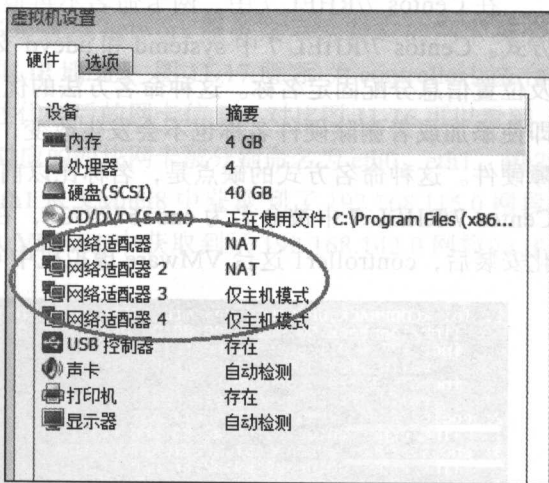 虚拟机设置
硬件 选项
设备 摘要
内存 4 GB
处理器 4
硬盘(SCSI) 40 GB
CD/DVD (SATA) 正在使用文件 C:\Program Files (x86...
网络适配器 NAT
网络适配器 2 NAT
网络适配器 3 仅主机模式
网络适配器 4 仅主机模式
USB 控制器 存在
声卡 自动检测
打印机 存在
显示器 自动检测